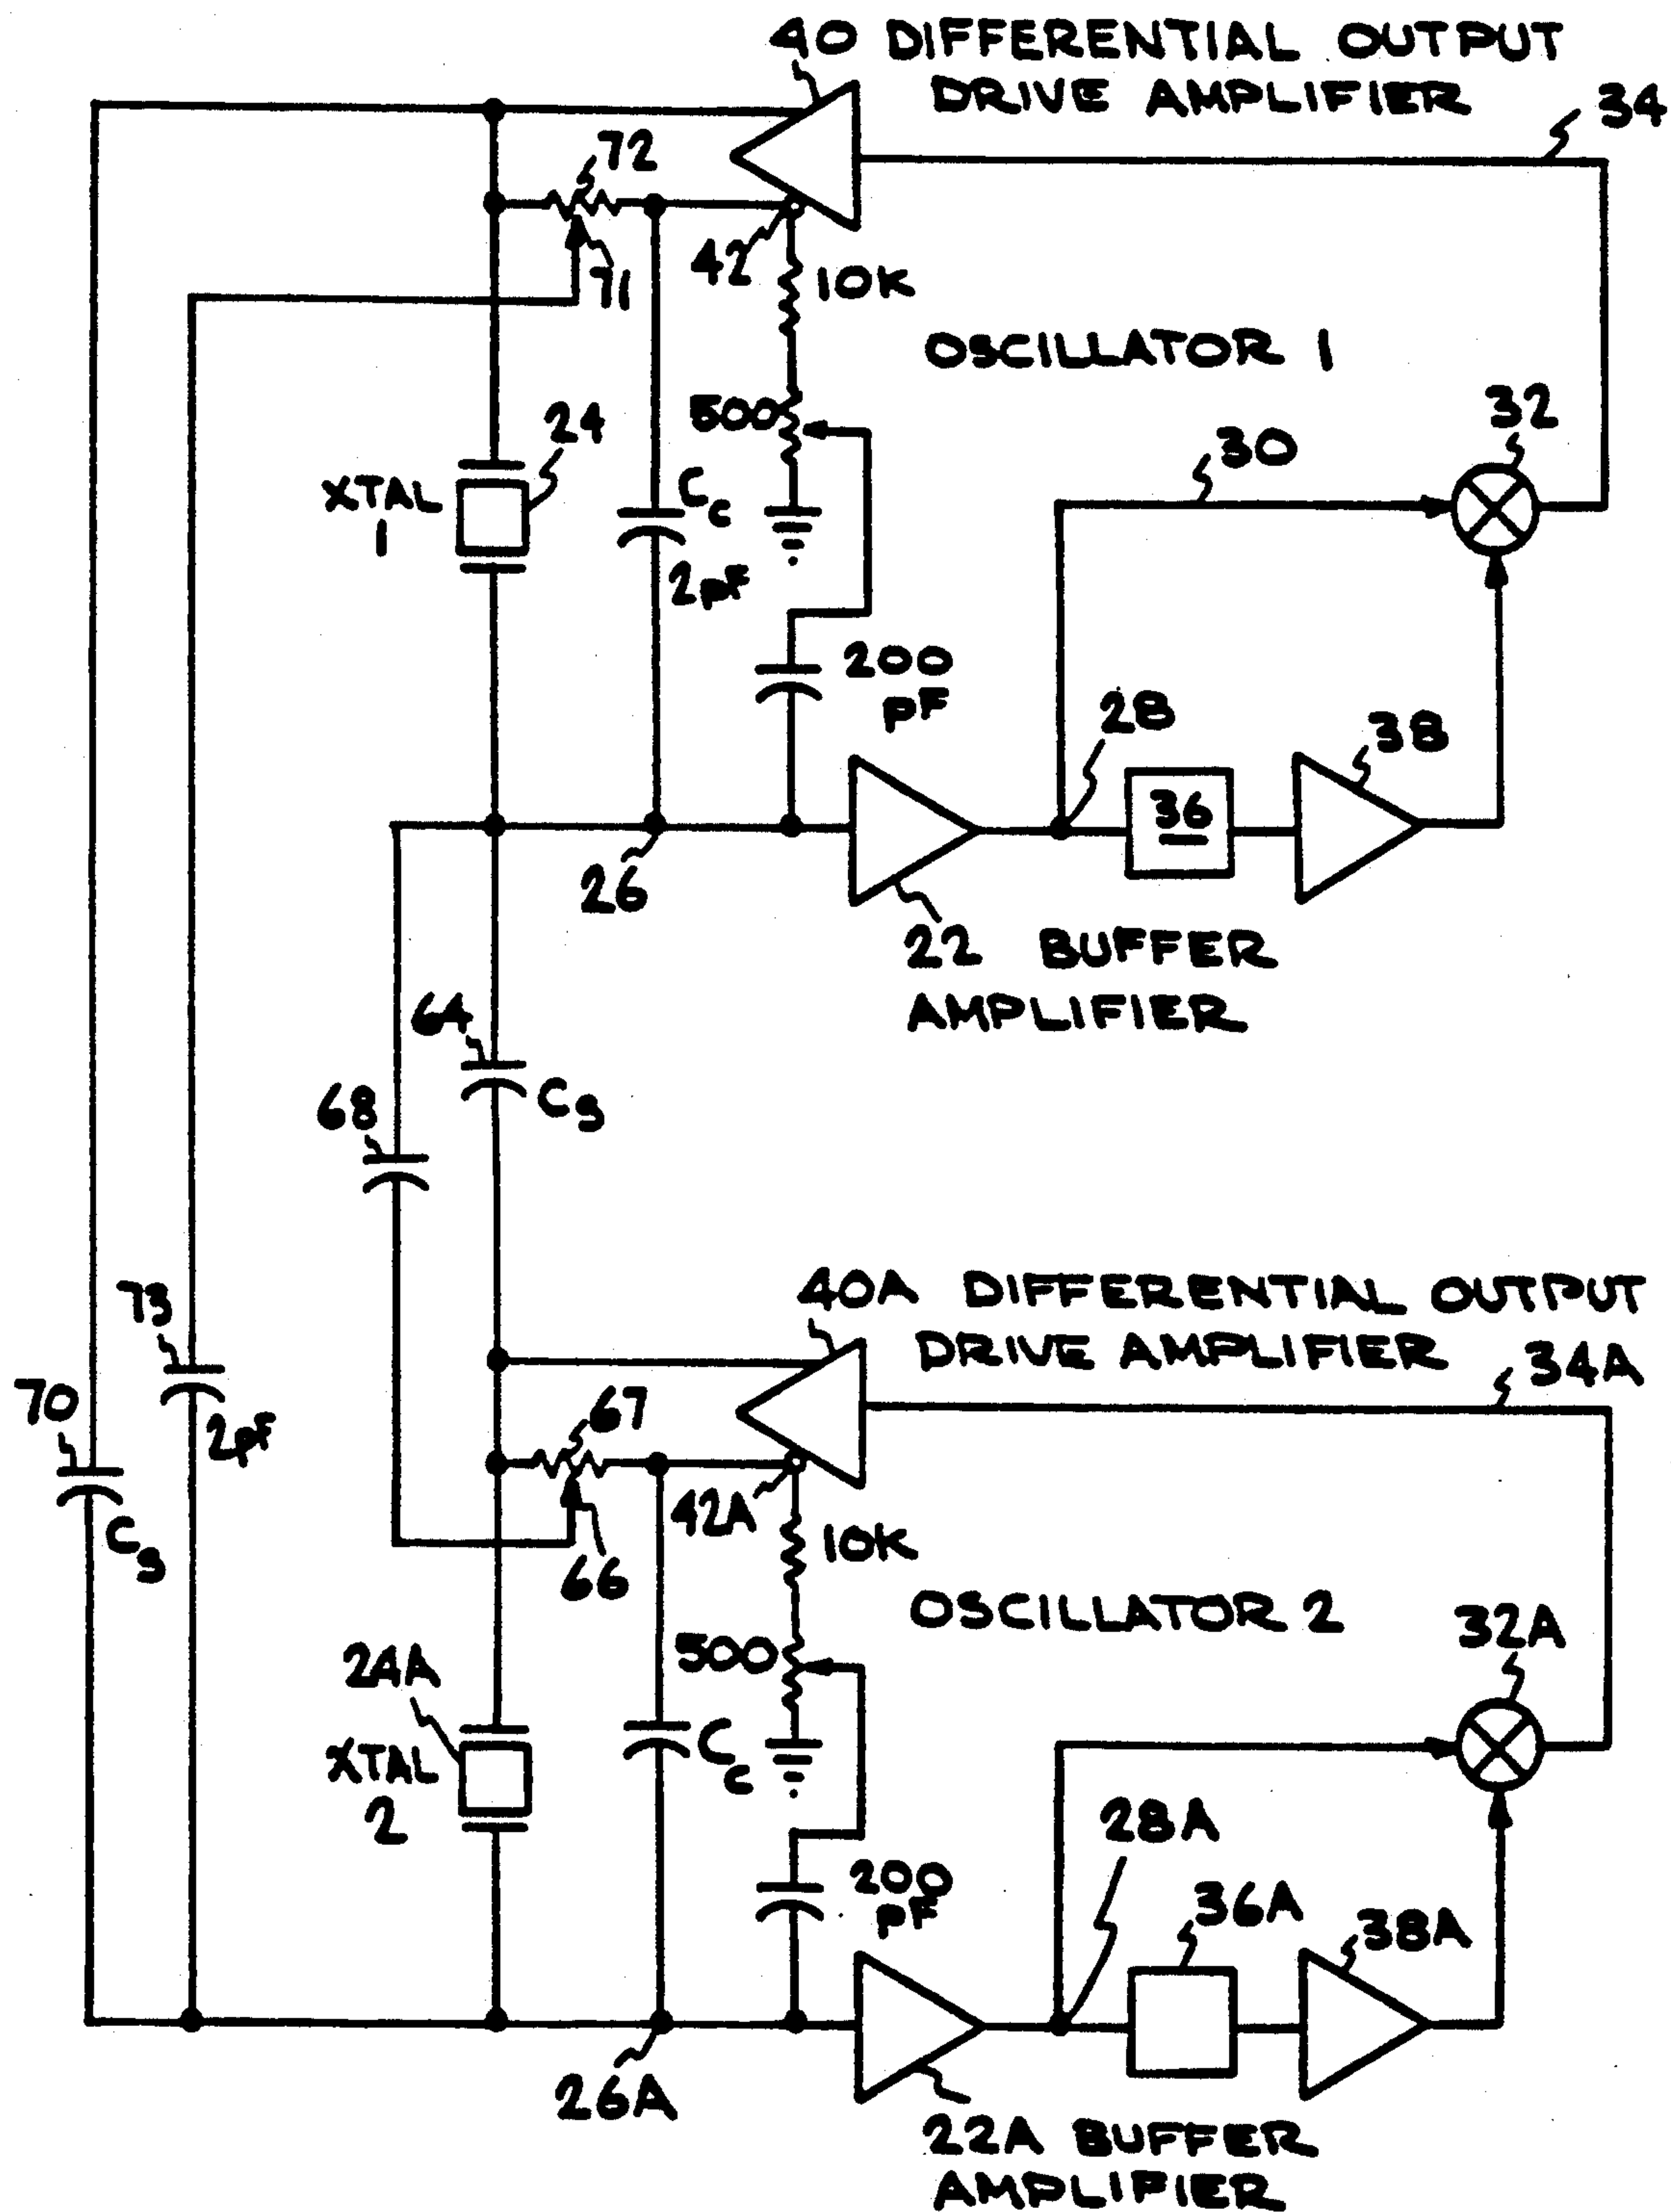 40 DIFFERENTIAL OUTPUT
DRIVE AMPLIFIER
34
72
42
71
10K
OSCILLATOR 1
500
24
32
30
XTAL
1
Cc
2pF
200
pF
28
38
36
26
22 BUFFER
AMPLIFIER
64
Cs
68
40A DIFFERENTIAL OUTPUT
DRIVE AMPLIFIER
34A
73
70
2pF
67
42A
10K
Cs
66
OSCILLATOR 2
32A
24A
500
XTAL
2
Cc
28A
200
pF
36A
38A
26A
22A BUFFER
AMPLIFIER